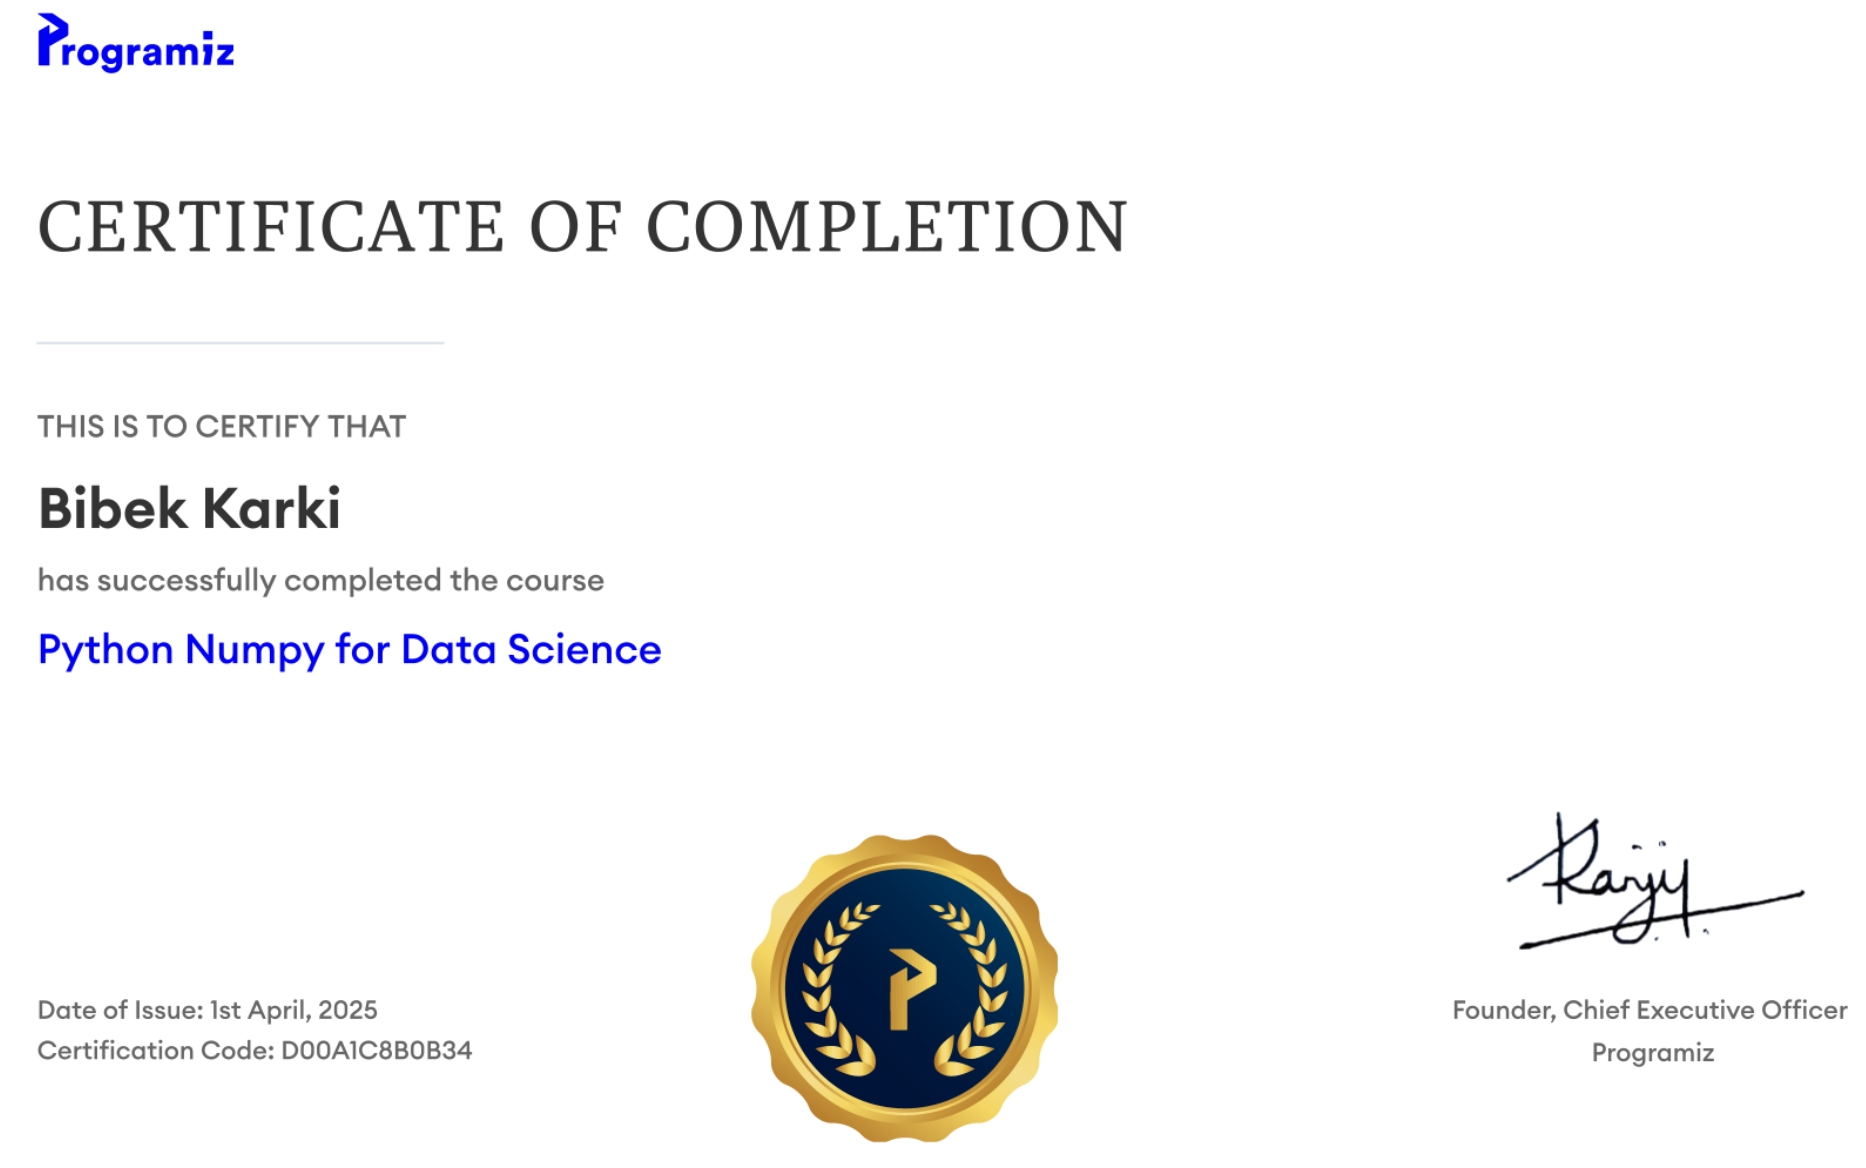 Programiz
CERTIFICATE OF COMPLETION
THIS IS TO CERTIFY THAT
Bibek Karki
has successfully completed the course
Python Numpy for Data Science
Date of Issue: 1st April, 2025
Certification Code: D00A1C8B0B34
P
Founder, Chief Executive Officer
Programiz